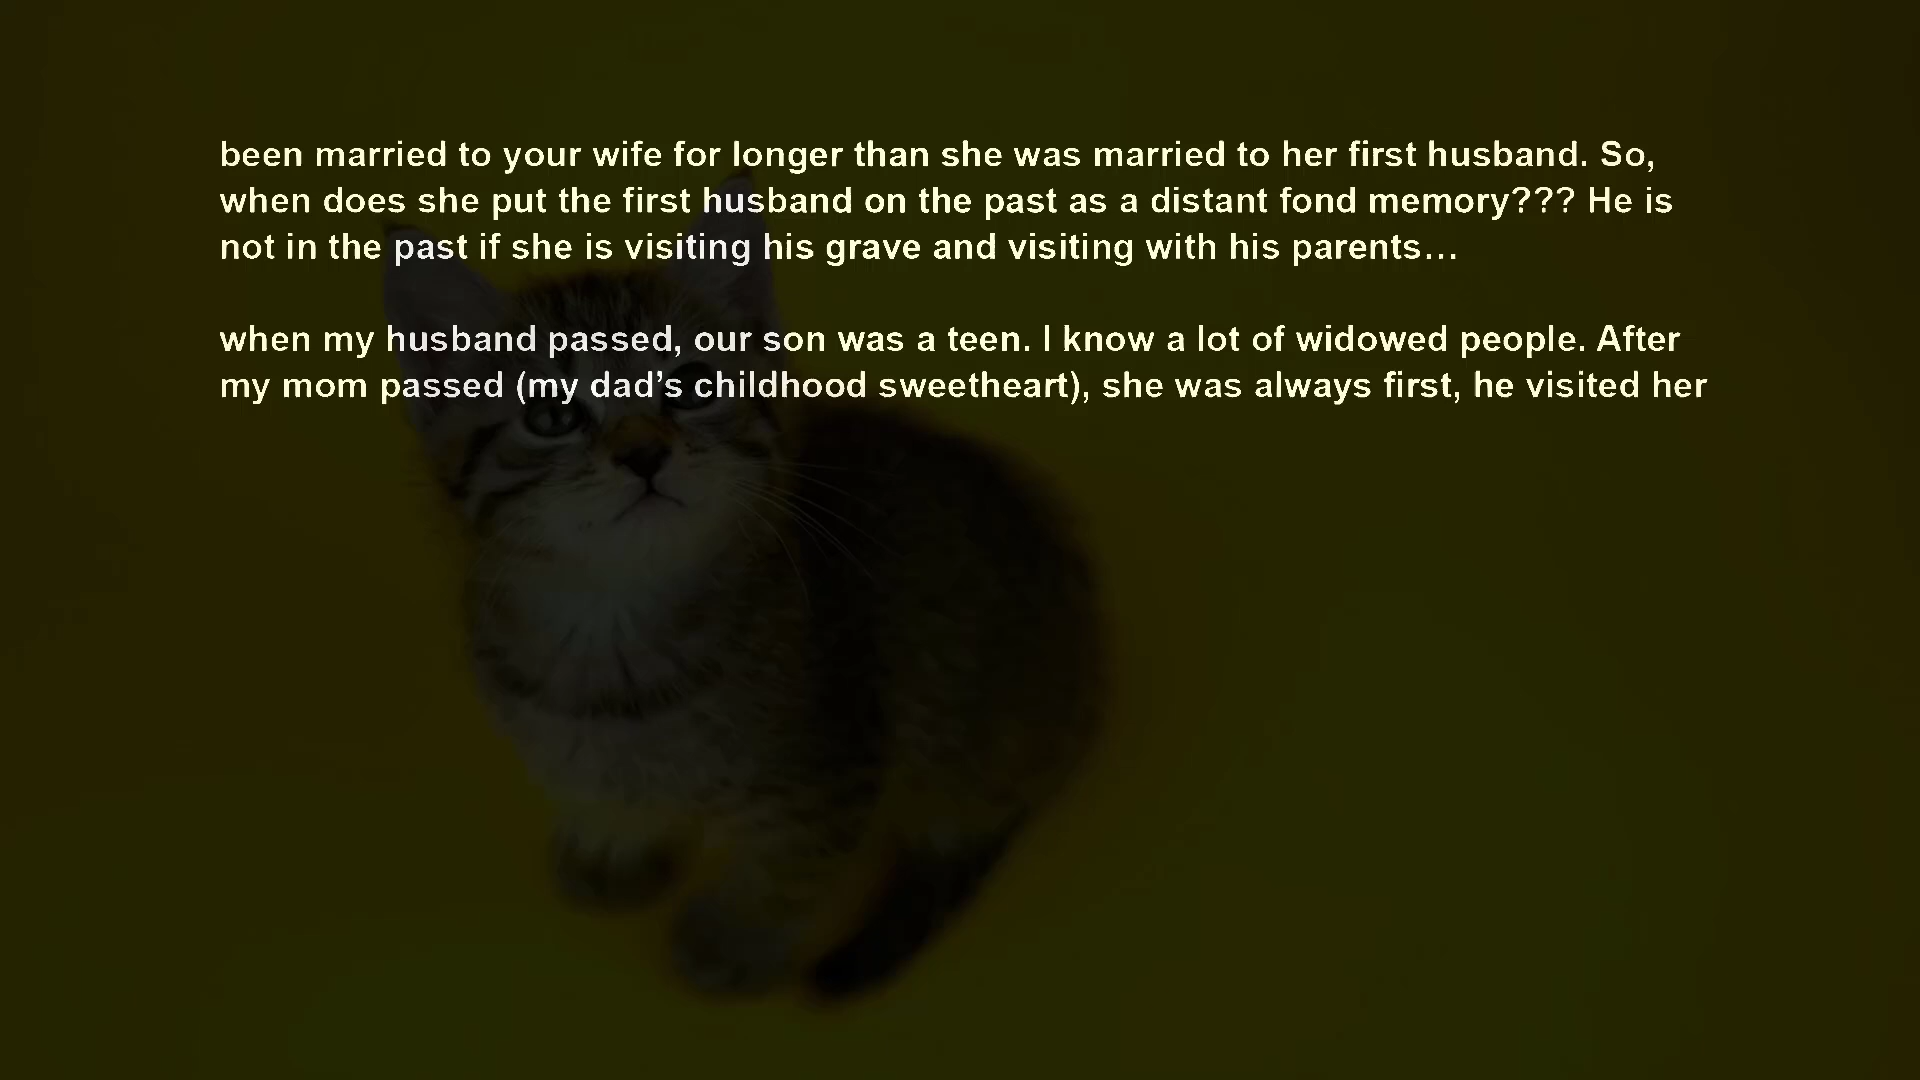 been married to your wife for longer than she was married to her first husband. So,
when does she put the first husband on the past as a distant fond memory??? He is
not in the past if she is visiting his grave and visiting with his parents…
when my husband passed, our son was a teen. I know a lot of widowed people. After
my mom passed (my dad’s childhood sweetheart), she was always first, he visited her